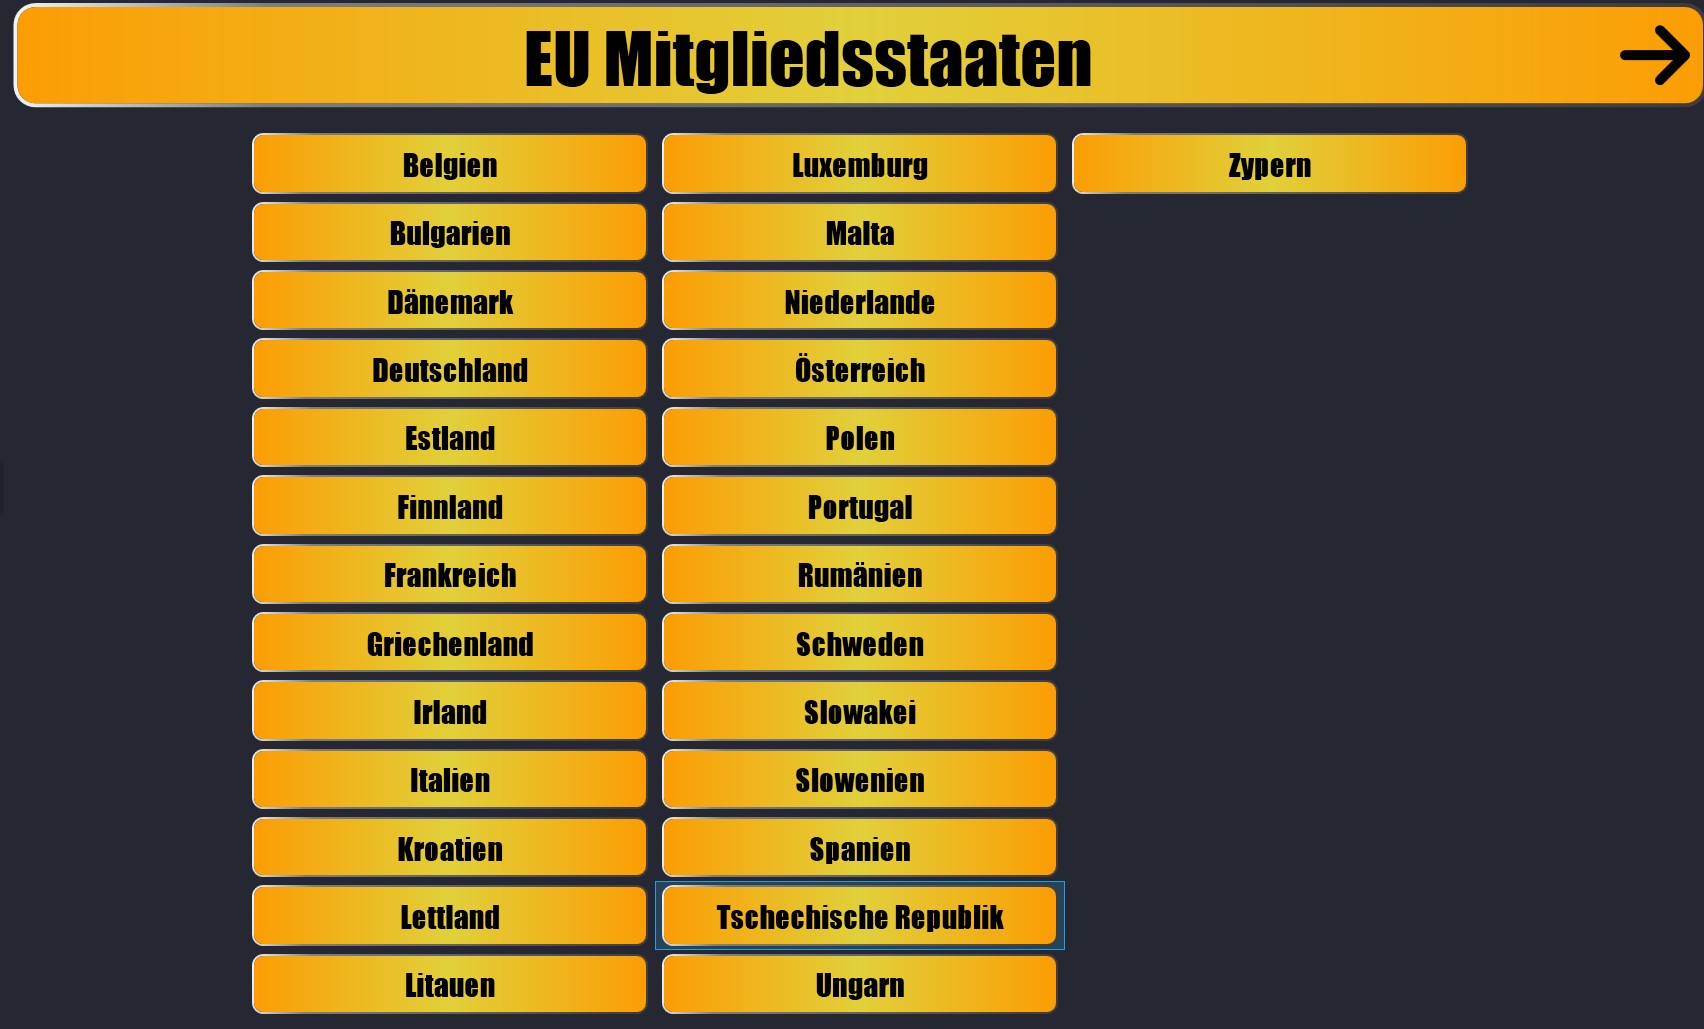 EU Mitgliedsstaaten
Belgien
Bulgarien
Dänemark
Deutschland
Estland
Finnland
Frankreich
Griechenland
Irland
Italien
Kroatien
Lettland
Litauen
Luxemburg
Malta
Niederlande
Österreich
Polen
Portugal
Rumänien
Schweden
Slowakei
Slowenien
Spanien
Tschechische Republik
Ungarn
Zypern